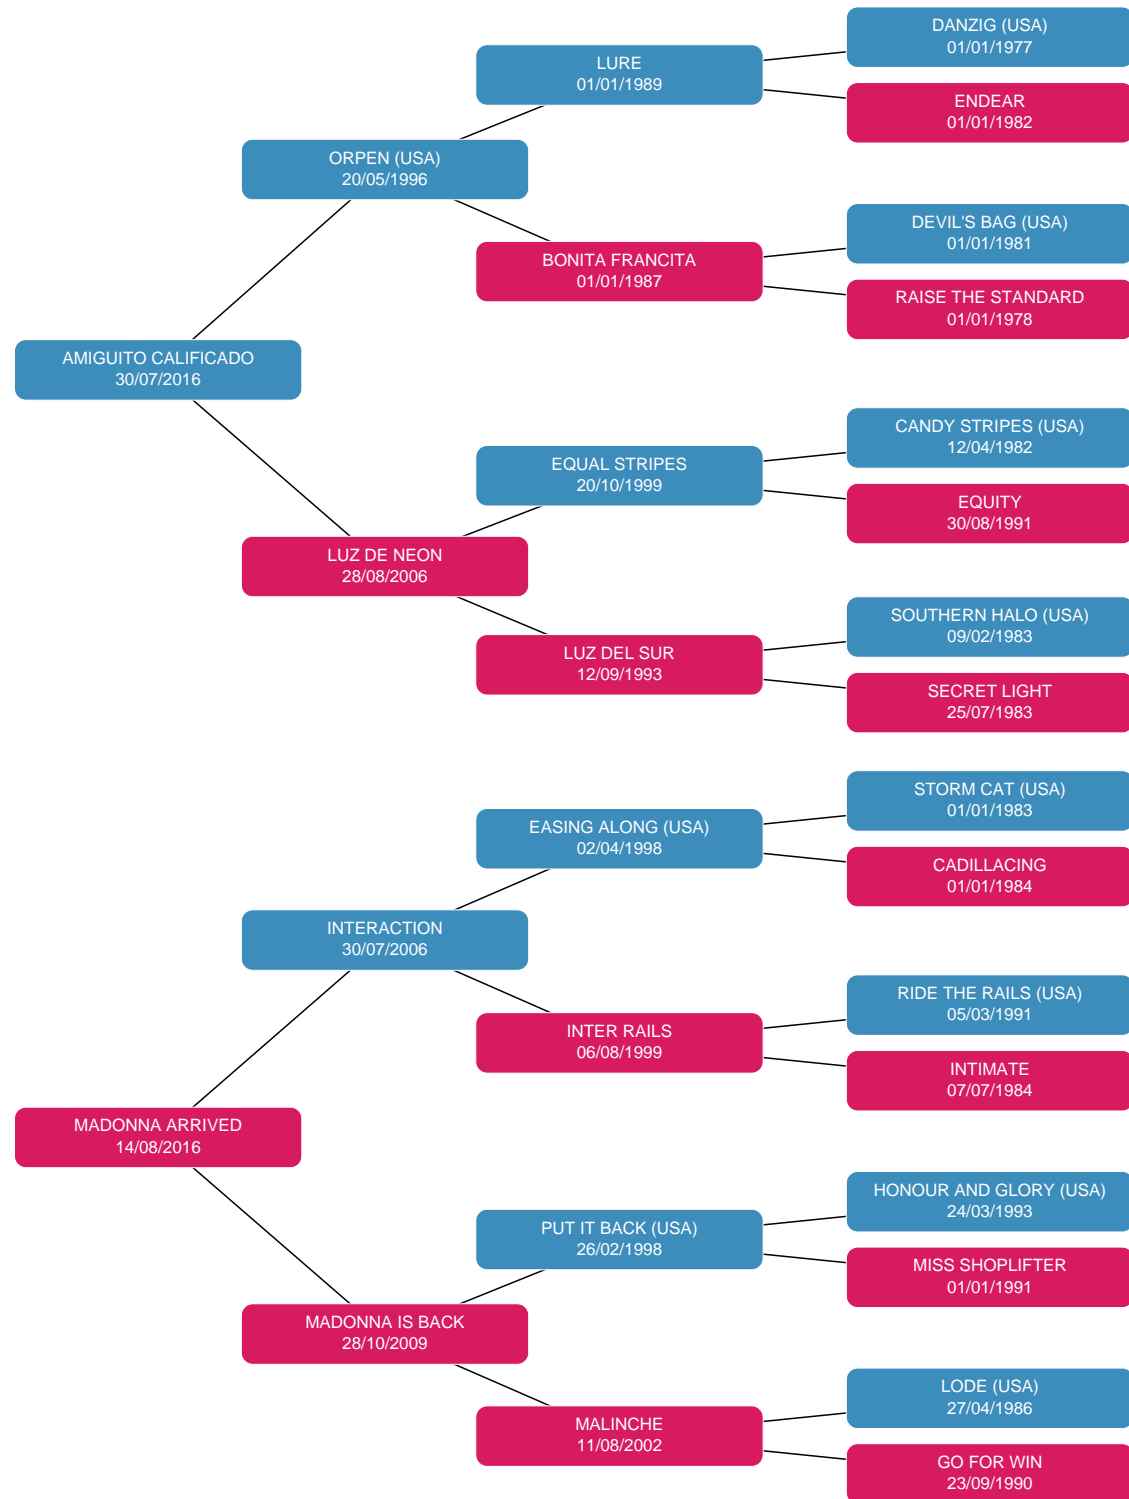 DANZIG (USA)
01/01/1977
LURE
01/01/1989
ENDEAR
01/01/1982
ORPEN (USA)
20/05/1996
DEVIL'S BAG (USA)
01/01/1981
BONITA FRANCITA
01/01/1987
RAISE THE STANDARD
01/01/1978
AMIGUITO CALIFICADO
30/07/2016
CANDY STRIPES (USA)
12/04/1982
EQUAL STRIPES
20/10/1999
EQUITY
30/08/1991
LUZ DE NEON
28/08/2006
SOUTHERN HALO (USA)
09/02/1983
LUZ DEL SUR
12/09/1993
SECRET LIGHT
25/07/1983
STORM CAT (USA)
01/01/1983
EASING ALONG (USA)
02/04/1998
CADILLACING
01/01/1984
INTERACTION
30/07/2006
RIDE THE RAILS (USA)
05/03/1991
INTER RAILS
06/08/1999
INTIMATE
07/07/1984
MADONNA ARRIVED
14/08/2016
HONOUR AND GLORY (USA)
24/03/1993
PUT IT BACK (USA)
26/02/1998
MISS SHOPLIFTER
01/01/1991
MADONNA IS BACK
28/10/2009
LODE (USA)
27/04/1986
MALINCHE
11/08/2002
GO FOR WIN
23/09/1990